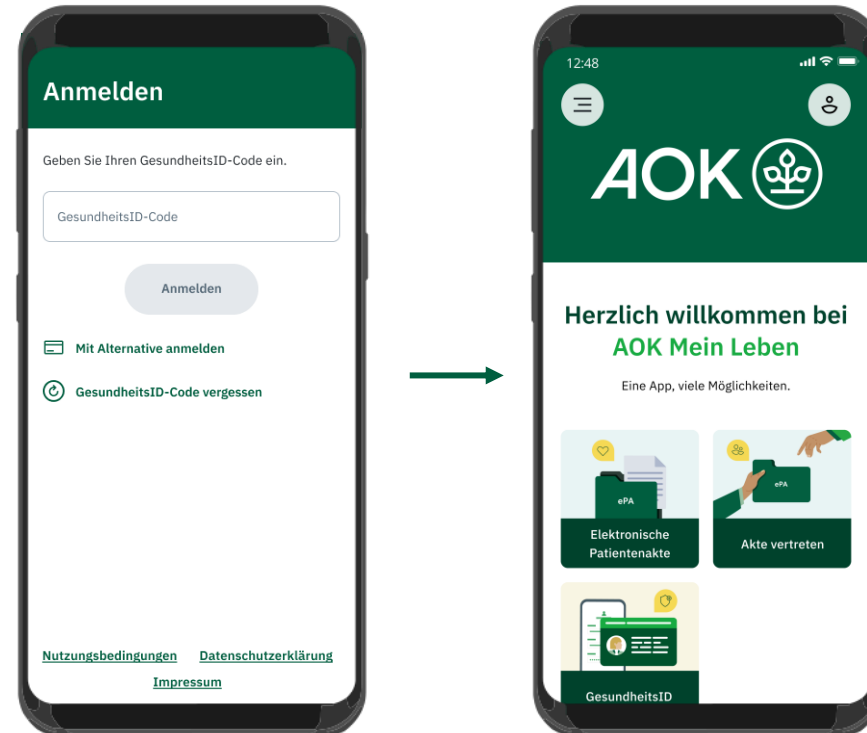 Anmelden
Geben Sie Ihren GesundheitsID-Code ein.
GesundheitsID-Code
Anmelden
Mit Alternative anmelden
GesundheitsID-Code vergessen
Nutzungsbedingungen Datenschutzerklärung
Impressum
12:48
AOK
Herzlich willkommen bei
AOK Mein Leben
Eine App, viele Möglichkeiten.
ePA
Elektronische
Patientenakte
ePA
Akte vertreten
GesundheitsID